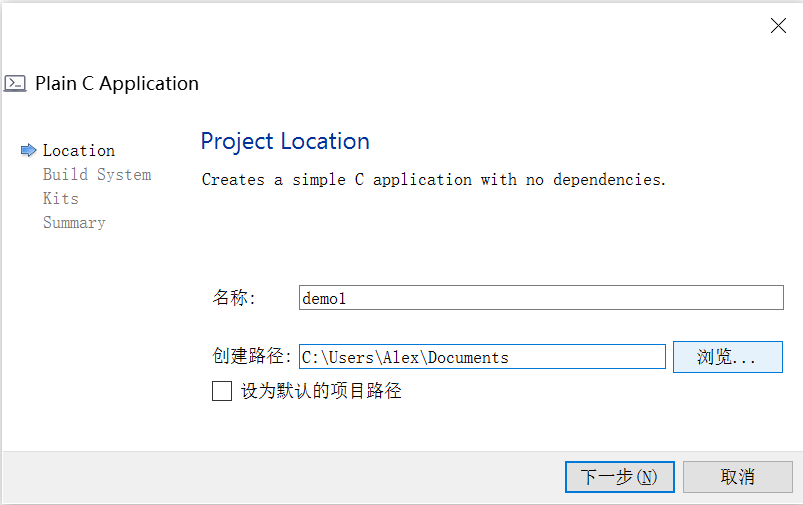 Plain C Application
Location
Build System
Kits
Summary
Project Location
Creates a simple C application with no dependencies.
名称: demo1
创建路径: C:\Users\Alex\Documents 浏览...
设为默认的项目路径
下一步(N) 取消